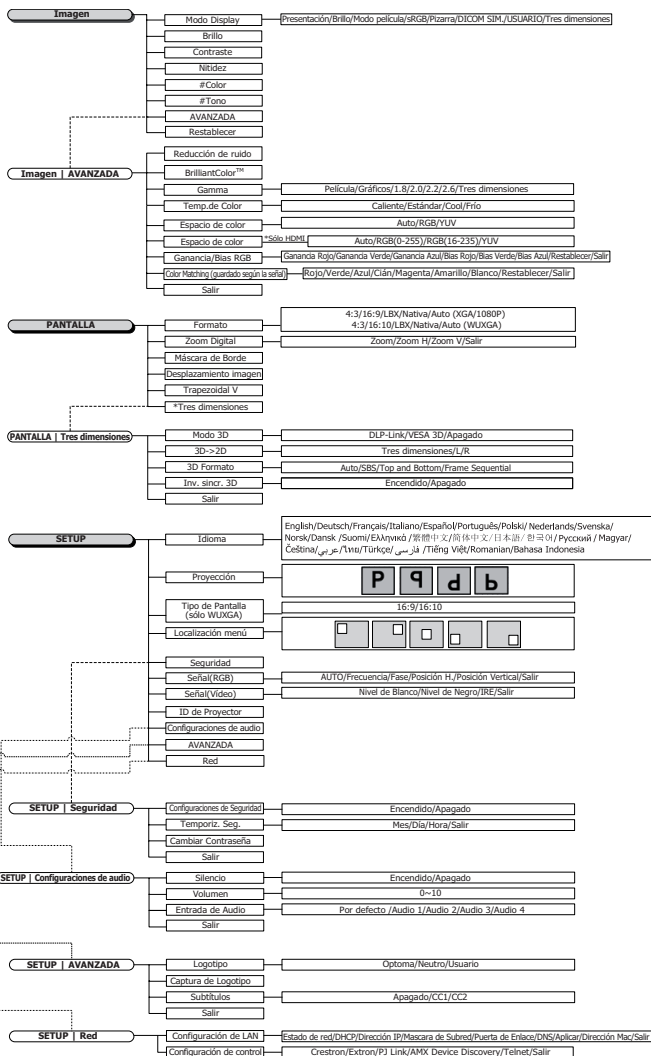 Imagen
Modo Display
Presentación/Brillo/Modo película/sRGB/Pizarra/DICOM SIM./USUARIO/Tres dimensiones
Brillo
Contraste
Nitidez
#Color
#Tono
AVANZADA
Restablecer
Imagen | AVANZADA
Reducción de ruido
BrilliantColor™
Gamma
Película/Gráficos/1.8/2.0/2.2/2.6/Tres dimensiones
Temp.de Color
Caliente/Estándar/Cool/Frío
Espacio de color
Auto/RGB/YUV
Espacio de color
*Sólo HDMI
Auto/RGB(0-255)/RGB(16-235)/YUV
Ganancia/Bias RGB
Ganancia Rojo/Ganancia Verde/Ganancia Azul/Bias Rojo/Bias Verde/Bias Azul/Restablecer/Salir
Color Matching (guardado según la señal)
Rojo/Verde/Azul/Cián/Magenta/Amarillo/Blanco/Restablecer/Salir
Salir
PANTALLA
Formato
4:3/16:9/LBX/Nativa/Auto (XGA/1080P)
4:3/16:10/LBX/Nativa/Auto (WUXGA)
Zoom Digital
Zoom/Zoom H/Zoom V/Salir
Máscara de Borde
Desplazamiento imagen
Trapezoidal V
*Tres dimensiones
PANTALLA | Tres dimensiones
Modo 3D
DLP-Link/VESA 3D/Apagado
3D->2D
Tres dimensiones/L/R
3D Formato
Auto/SBS/Top and Bottom/Frame Sequential
Inv. sincr. 3D
Encendido/Apagado
Salir
SETUP
Idioma
English/Deutsch/Français/Italiano/Español/Português/Polski/ Nederlands/Svenska/
Norsk/Dansk /Suomi/Ελληνικά /繁體中文/简体中文/日本語/한국어/Русский / Magyar/
Čeština/عربي/ไทย/Türkçe/فارسی /Tiếng Việt/Romanian/Bahasa Indonesia
Proyección
P
Tipo de Pantalla
(sólo WUXGA)
16:9/16:10
Localización menú
Seguridad
Señal(RGB)
AUTO/Frecuencia/Fase/Posición H./Posición Vertical/Salir
Señal(Vídeo)
Nivel de Blanco/Nivel de Negro/IRE/Salir
ID de Proyector
Configuraciones de audio
AVANZADA
Red
SETUP | Seguridad
Configuraciones de Seguridad
Encendido/Apagado
Temporiz. Seg.
Mes/Día/Hora/Salir
Cambiar Contraseña
Salir
SETUP | Configuraciones de audio
Silencio
Encendido/Apagado
Volumen
0~10
Entrada de Audio
Por defecto /Audio 1/Audio 2/Audio 3/Audio 4
Salir
SETUP | AVANZADA
Logotipo
Optoma/Neutro/Usuario
Captura de Logotipo
Subtítulos
Apagado/CC1/CC2
Salir
SETUP | Red
Configuración de LAN
Estado de red/DHCP/Dirección IP/Mascara de Subred/Puerta de Enlace/DNS/Aplicar/Dirección Mac/Salir
Configuración de control
Crestron/Extron/PJ Link/AMX Device Discovery/Telnet/Salir